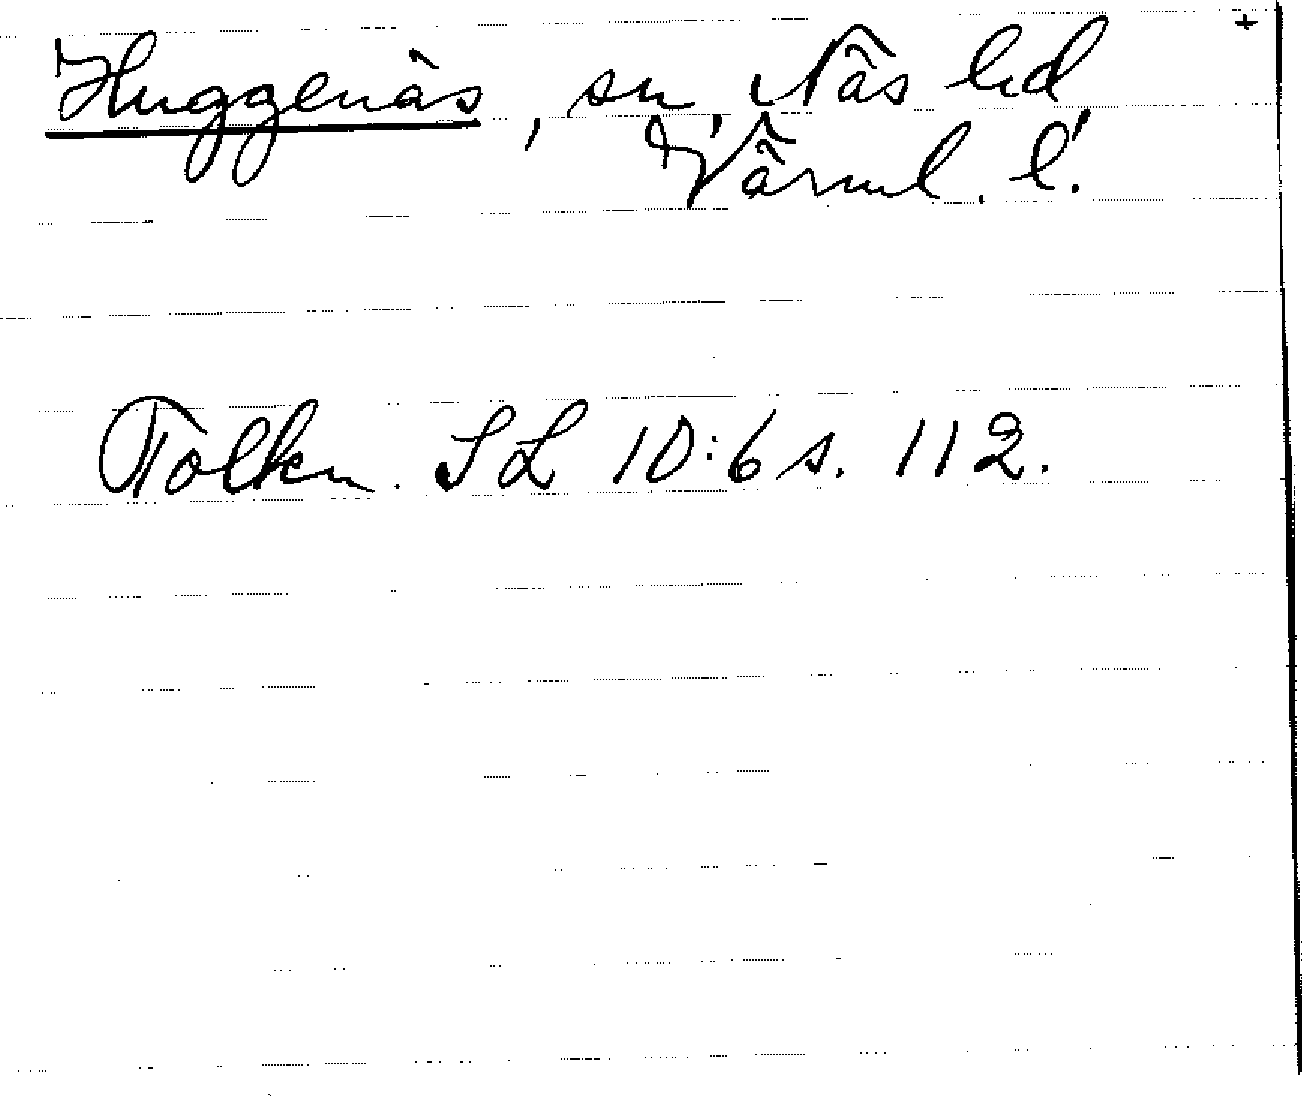 Huggenäs, sn, Näs hd,
Värml. l.
Tolkn. SL 10:6 s. 112.